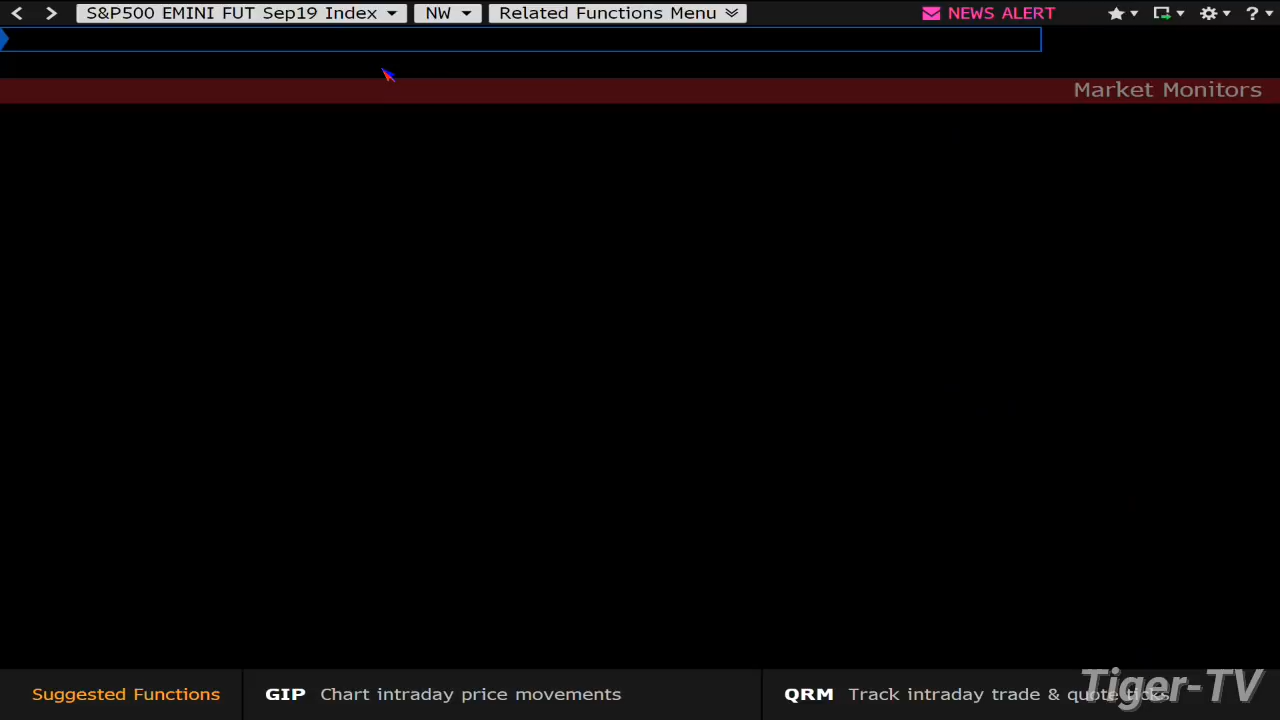 S&P500 EMINI FUT Sep19 Index NW Related Functions Menu NEWS ALERT ?
Market Monitors
Suggested Functions GIP Chart intraday price movements QRM Track intraday trade & quote ticks
Tiger-TV